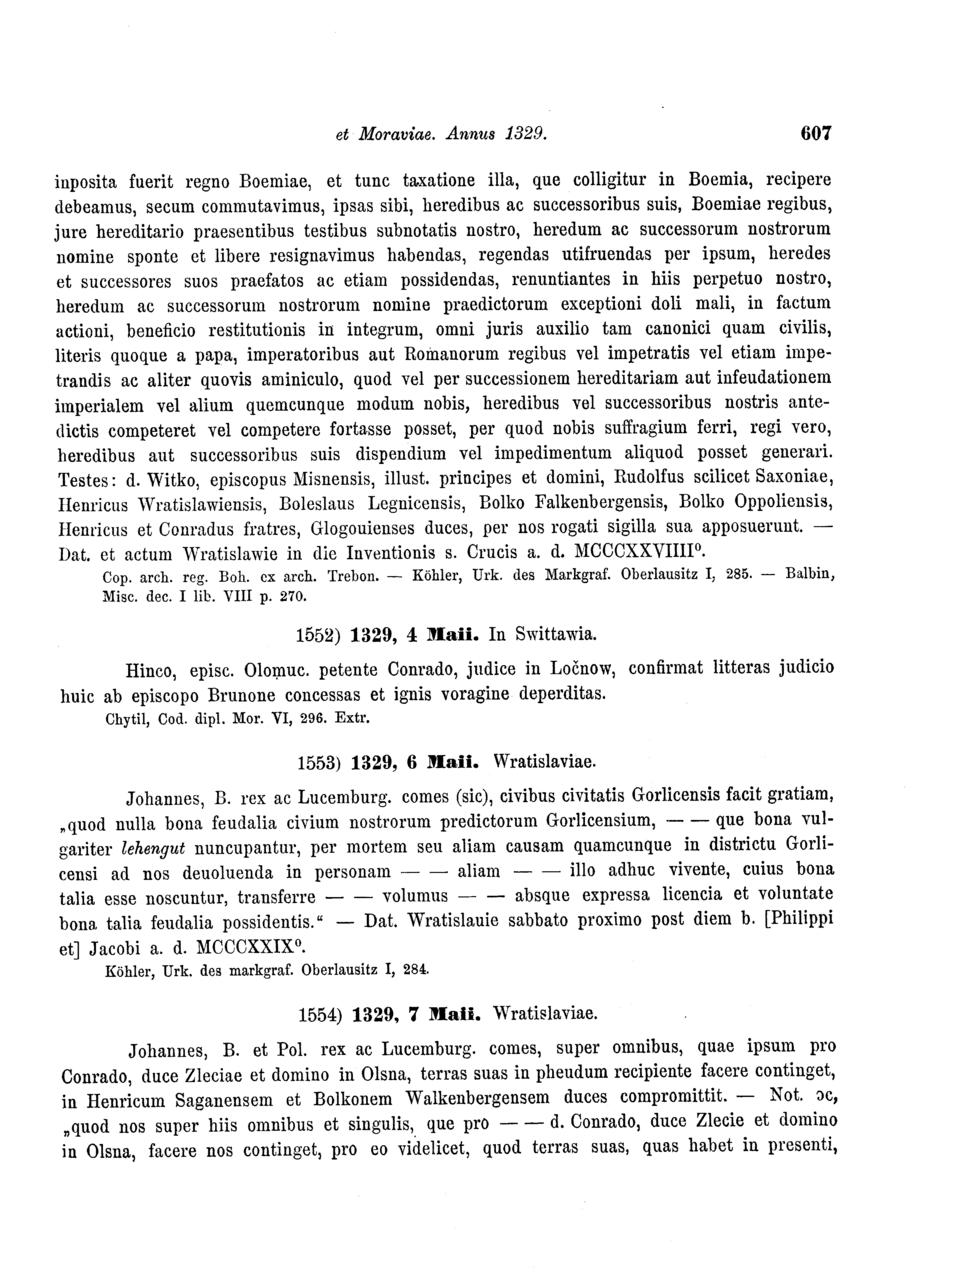 et Moraviae. Annus 1329. 607
inposita fuerit regno Boemiae, et tunc taxatione illa, que colligitur in Boemia, recipere
debeamus, secum commutavimus, ipsas sibi, heredibus ac successoribus suis, Boemiae regibus,
jure hereditario praesentibus testibus subnotatis nostro, heredum ac successorum nostrorum
nomine sponte et libere resignavimus habendas, regendas utifruendas per ipsum, heredes
et successores suos praefatos ac etiam possidendas, renuntiantes in hiis perpetuo nostro,
heredum ac successorum nostrorum nomine praedictorum exceptioni doli mali, in factum
actioni, beneficio restitutionis in integrum, omni juris auxilio tam canonici quam civilis,
literis quoque a papa, imperatoribus aut Romanorum regibus vel impetratis vel etiam impe-
trandis ac aliter quovis aminiculo, quod vel per successionem hereditariam aut infeudationem
imperialem vel alium quemcunque modum nobis, heredibus vel successoribus nostris ante-
dictis competeret vel competere fortasse posset, per quod nobis suffragium ferri, regi vero,
heredibus aut successoribus suis dispendium vel impedimentum aliquod posset generari.
Testes: d. Witko, episcopus Misnensis, illust. principes et domini, Rudolfus scilicet Saxoniae,
Henricus Wratislawiensis, Boleslaus Legnicensis, Bolko Falkenbergensis, Bolko Oppoliensis,
Henricus et Conradus fratres, Glogouienses duces, per nos rogati sigilla sua apposuerunt. —
Dat. et actum Wratislawie in die Inventionis s. Crucis a. d. MCCCXXVIIII⁰.
Cop. arch. reg. Boh. ex arch. Trebon. — Köhler, Urk. des Markgraf. Oberlausitz I, 285. — Balbin,
Misc. dec. I lib. VIII p. 270.
1552) 1329, 4 Maii. In Swittawia.
Hinco, episc. Olomuc. petente Conrado, judice in Ločnow, confirmat litteras judicio
huic ab episcopo Brunone concessas et ignis voragine deperditas.
Chytil, Cod. dipl. Mor. VI, 296. Extr.
1553) 1329, 6 Maii. Wratislaviae.
Johannes, B. rex ac Lucemburg. comes (sic), civibus civitatis Gorlicensis facit gratiam,
„quod nulla bona feudalia civium nostrorum predictorum Gorlicensium, — — que bona vul-
gariter lehengut nuncupantur, per mortem seu aliam causam quamcunque in districtu Gorli-
censi ad nos deuoluenda in personam — — aliam — — illo adhuc vivente, cuius bona
talia esse noscuntur, transferre — — volumus — — absque expressa licencia et voluntate
bona talia feudalia possidentis.“ — Dat. Wratislauie sabbato proximo post diem b. [Philippi
et] Jacobi a. d. MCCCXXIX⁰.
Köhler, Urk. des markgraf. Oberlausitz I, 284.
1554) 1329, 7 Maii. Wratislaviae.
Johannes, B. et Pol. rex ac Lucemburg. comes, super omnibus, quae ipsum pro
Conrado, duce Zleciae et domino in Olsna, terras suas in pheudum recipiente facere continget,
in Henricum Saganensem et Bolkonem Walkenbergensem duces compromittit. — Not. ɔc,
„quod nos super hiis omnibus et singulis, que pro — — d. Conrado, duce Zlecie et domino
in Olsna, facere nos continget, pro eo videlicet, quod terras suas, quas habet in presenti,